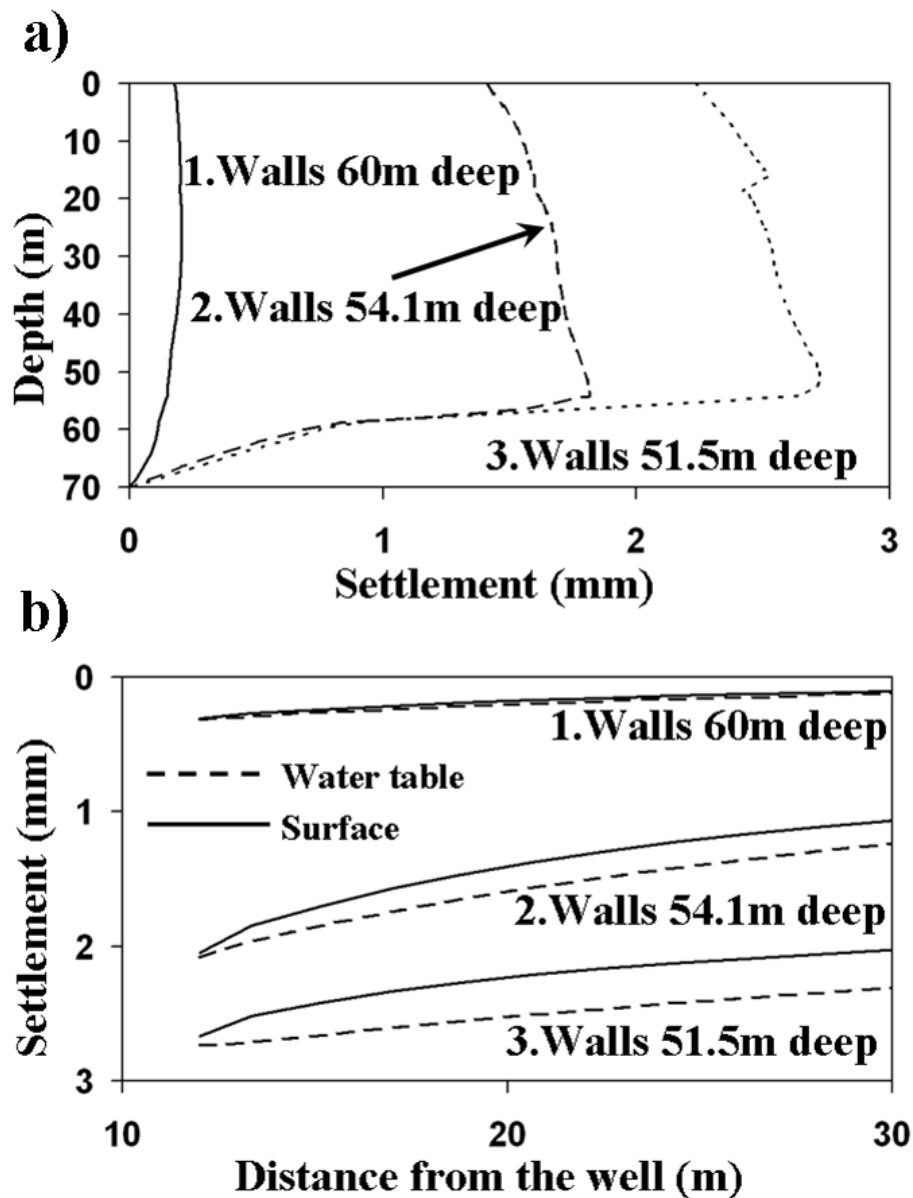 a)
0
10
1.Walls 60m deep
20
30
2.Walls 54.1m deep
40
50
60
3.Walls 51.5m deep
70
Depth (m)
0 1 2 3
Settlement (mm)
b)
0
1.Walls 60m deep
Water table
1
Surface
2.Walls 54.1m deep
2
3.Walls 51.5m deep
3
Settlement (mm)
10 20 30
Distance from the well (m)